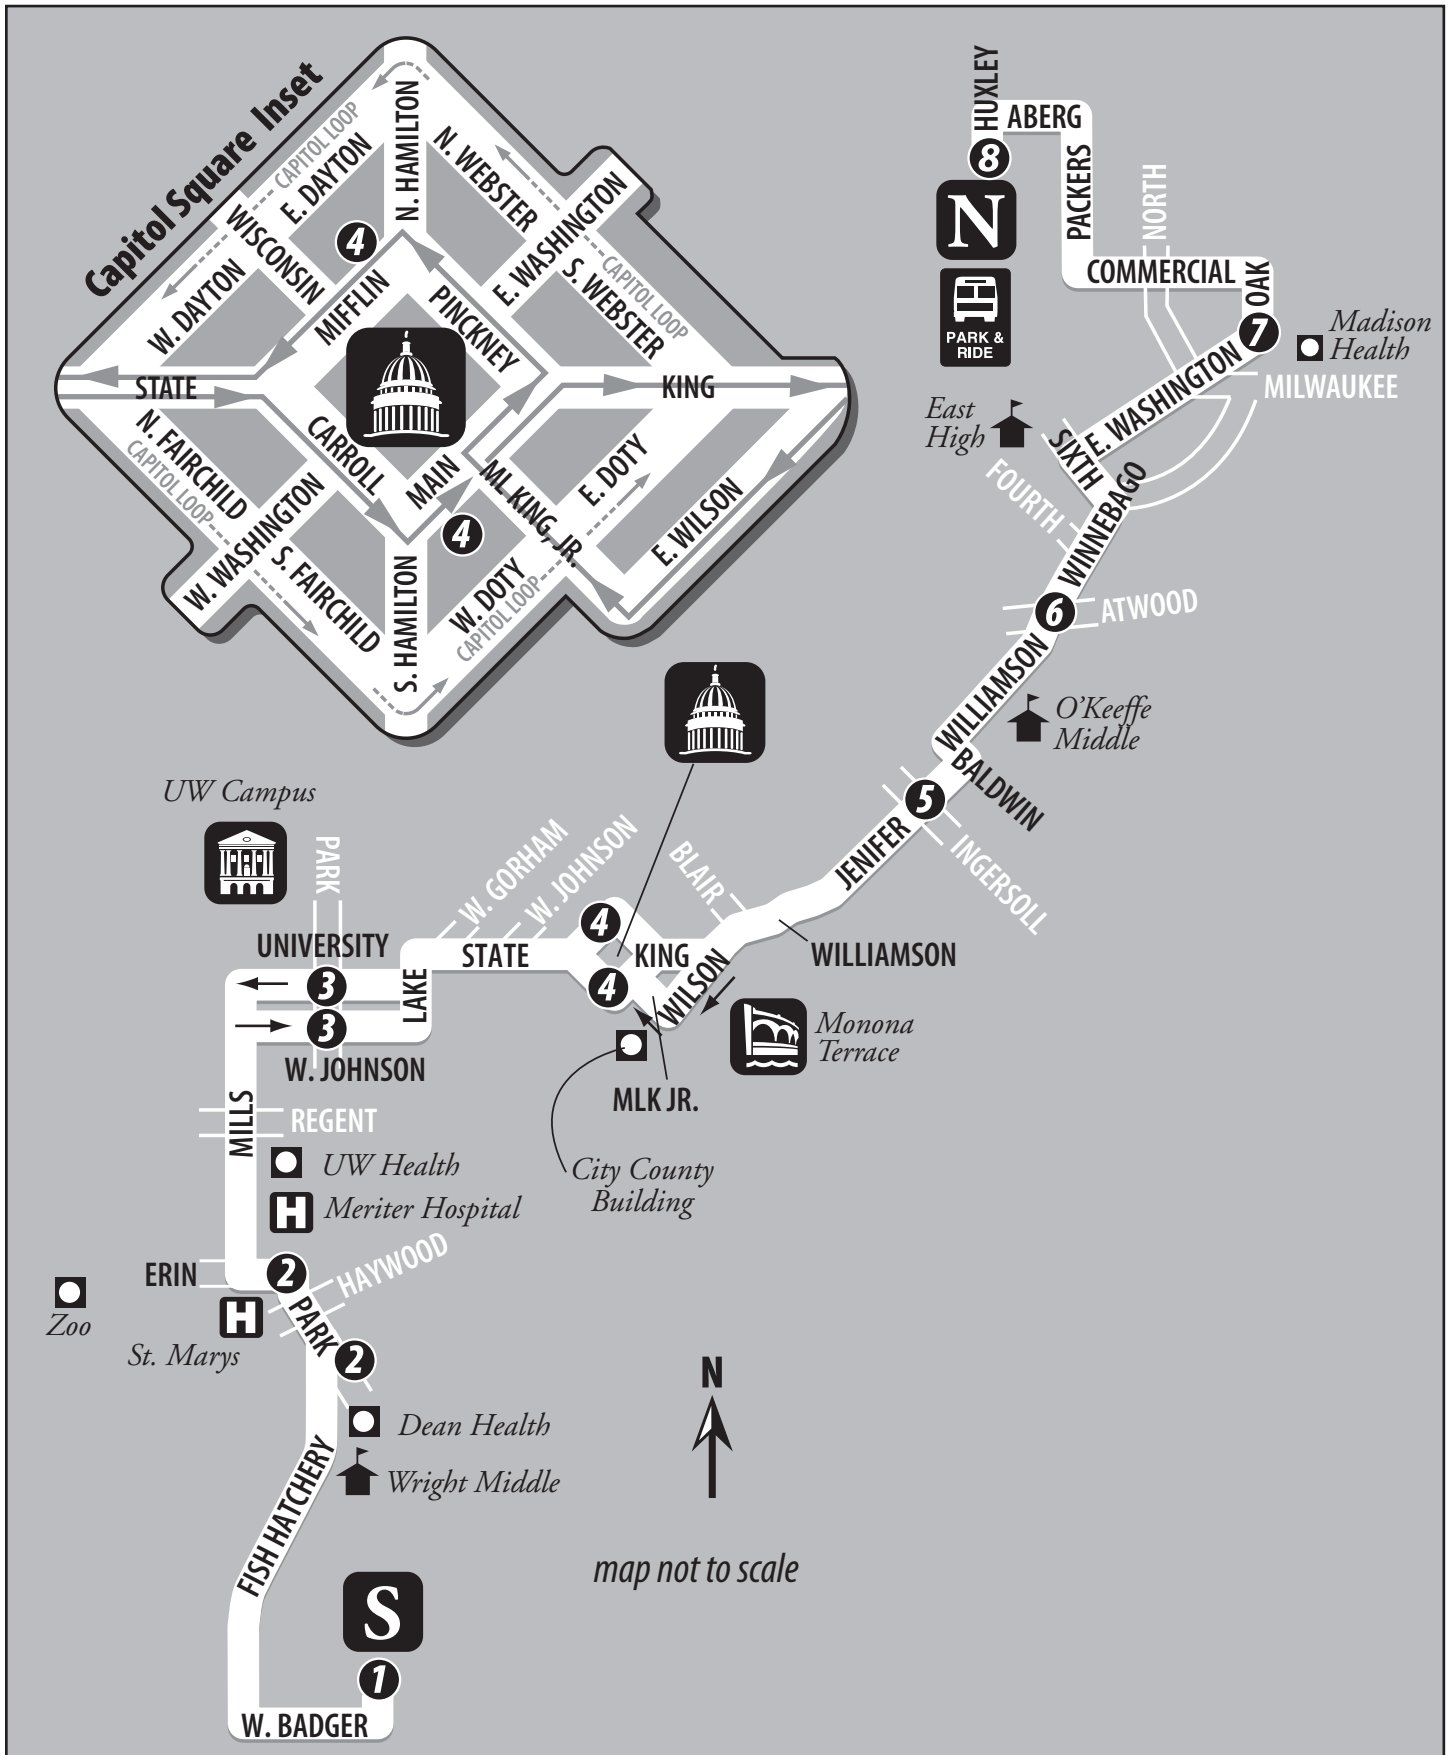 Capitol Square Inset
CAPITOL LOOP
E. DAYTON
N. HAMILTON
N. WEBSTER
E. WASHINGTON
WISCONSIN
4
MIFFLIN
PINCKNEY
S. WEBSTER
CAPITOL LOOP
W. DAYTON
STATE
KING
N. FAIRCHILD
CAPITOL LOOP
CARROLL
MAIN
4
ML KING, JR.
E. DOTY
E. WILSON
W. WASHINGTON
S. FAIRCHILD
S. HAMILTON
W. DOTY
CAPITOL LOOP
HUXLEY
ABERG
8
N
PARK &
RIDE
PACKERS
NORTH
COMMERCIAL
OAK
7
Madison
Health
MILWAUKEE
E. WASHINGTON
East
High
SIXTH
FOURTH
WINNEBAGO
6
ATWOOD
WILLIAMSON
O'Keeffe
Middle
BALDWIN
5
INGERSOLL
JENIFER
WILLIAMSON
BLAIR
UW Campus
PARK
W. GORHAM
W. JOHNSON
UNIVERSITY
3
3
W. JOHNSON
LAKE
STATE
4
4
KING
WILSON
Monona
Terrace
MLK JR.
City County
Building
MILLS
REGENT
UW Health
H
Meriter Hospital
ERIN
2
HAYWOOD
Zoo
H
St. Marys
PARK
2
Dean Health
Wright Middle
FISH HATCHERY
S
1
W. BADGER
N
map not to scale